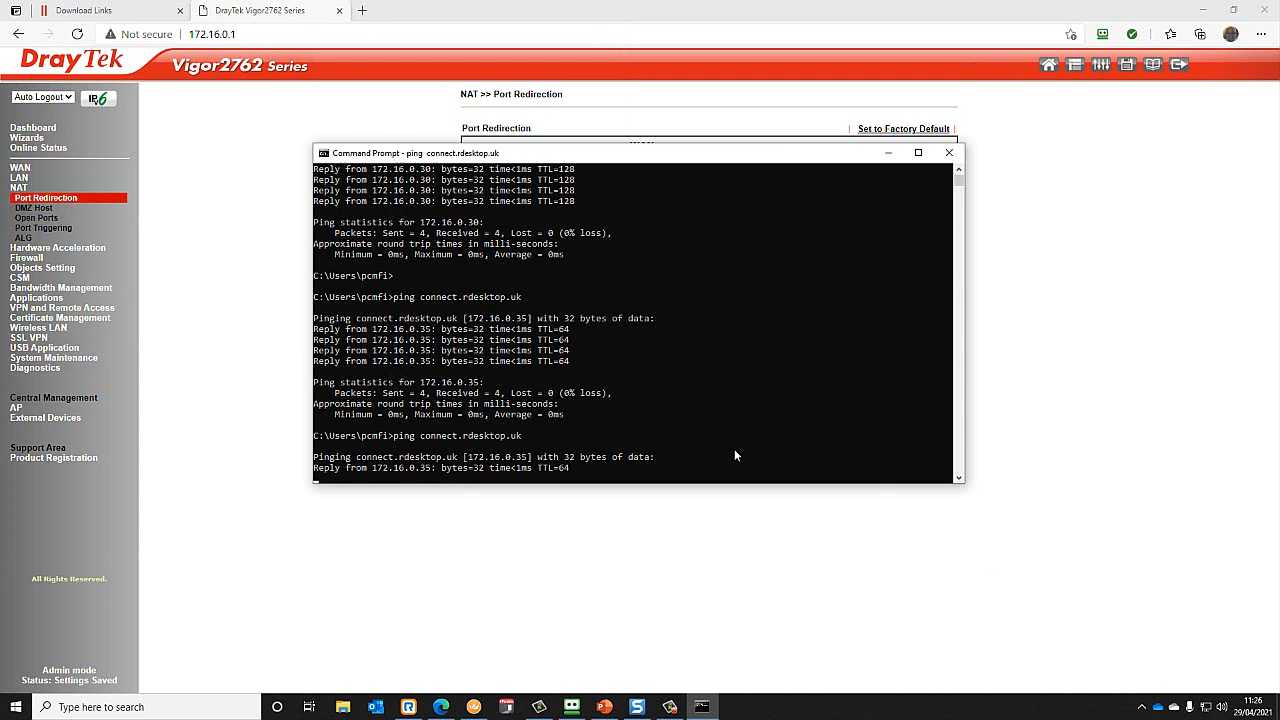 Download Links
DrayTek Vigor2762 Series
Not secure
172.16.0.1
DrayTek
Vigor2762 Series
Auto Logout
IPv6
NAT >> Port Redirection
Port Redirection
| Set to Factory Default |
Dashboard
Wizards
Online Status
WAN
LAN
NAT
Port Redirection
DMZ Host
Open Ports
Port Triggering
ALG
Hardware Acceleration
Firewall
Objects Setting
CSM
Bandwidth Management
Applications
VPN and Remote Access
Certificate Management
Wireless LAN
SSL VPN
USB Application
System Maintenance
Diagnostics
Central Management
AP
External Devices
Support Area
Product Registration
All Rights Reserved.
Admin mode
Status: Settings Saved
Command Prompt - ping connect.rdesktop.uk
Reply from 172.16.0.30: bytes=32 time<1ms TTL=128
Reply from 172.16.0.30: bytes=32 time<1ms TTL=128
Reply from 172.16.0.30: bytes=32 time<1ms TTL=128
Reply from 172.16.0.30: bytes=32 time<1ms TTL=128
Ping statistics for 172.16.0.30:
Packets: Sent = 4, Received = 4, Lost = 0 (0% loss),
Approximate round trip times in milli-seconds:
Minimum = 0ms, Maximum = 0ms, Average = 0ms
C:\Users\pcmfi>
C:\Users\pcmfi>ping connect.rdesktop.uk
Pinging connect.rdesktop.uk [172.16.0.35] with 32 bytes of data:
Reply from 172.16.0.35: bytes=32 time<1ms TTL=64
Reply from 172.16.0.35: bytes=32 time<1ms TTL=64
Reply from 172.16.0.35: bytes=32 time<1ms TTL=64
Reply from 172.16.0.35: bytes=32 time<1ms TTL=64
Ping statistics for 172.16.0.35:
Packets: Sent = 4, Received = 4, Lost = 0 (0% loss),
Approximate round trip times in milli-seconds:
Minimum = 0ms, Maximum = 0ms, Average = 0ms
C:\Users\pcmfi>ping connect.rdesktop.uk
Pinging connect.rdesktop.uk [172.16.0.35] with 32 bytes of data:
Reply from 172.16.0.35: bytes=32 time<1ms TTL=64
Type here to search
11:26
29/04/2021